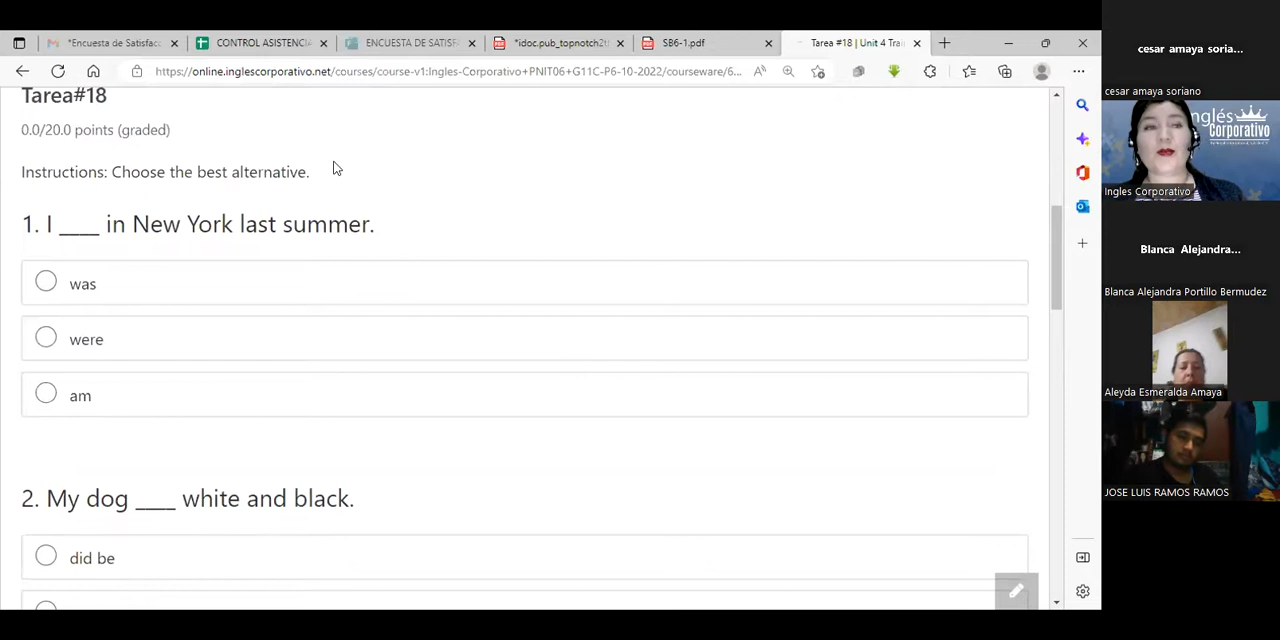 *Encuesta de Satisfacc
CONTROL ASISTENCIA
ENCUESTA DE SATISF
*idoc.pub_topnotch2t
SB6-1.pdf
Tarea #18 | Unit 4 Trai
https://online.inglescorporativo.net/courses/course-v1:Ingles-Corporativo+PNIT06+G11C-P6-10-2022/courseware/6...
Tarea#18
0.0/20.0 points (graded)
Instructions: Choose the best alternative.
1. I ____ in New York last summer.
was
were
am
2. My dog ____ white and black.
did be
cesar amaya soria...
cesar amaya soriano
nglés
Corporativo
Ingles Corporativo
Blanca Alejandra...
Blanca Alejandra Portillo Bermudez
Aleyda Esmeralda Amaya
JOSE LUIS RAMOS RAMOS